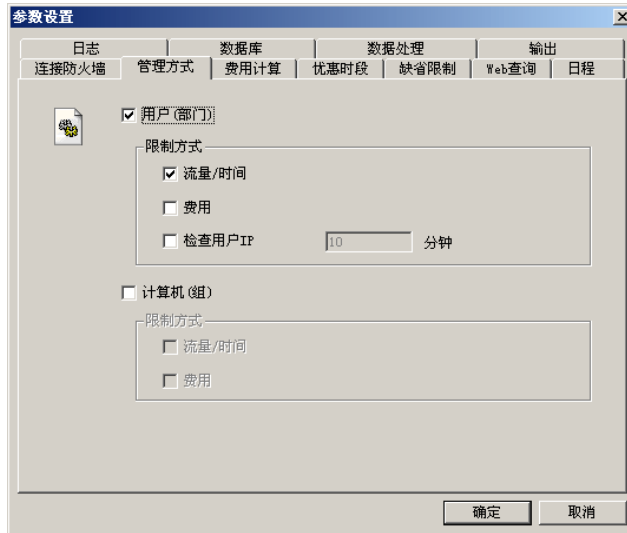 参数设置
日志 数据库 数据处理 输出
连接防火墙 管理方式 费用计算 优惠时段 缺省限制 Web查询 日程
用户(部门)
限制方式
流量/时间
费用
检查用户IP 10 分钟
计算机(组)
限制方式
流量/时间
费用
确定 取消